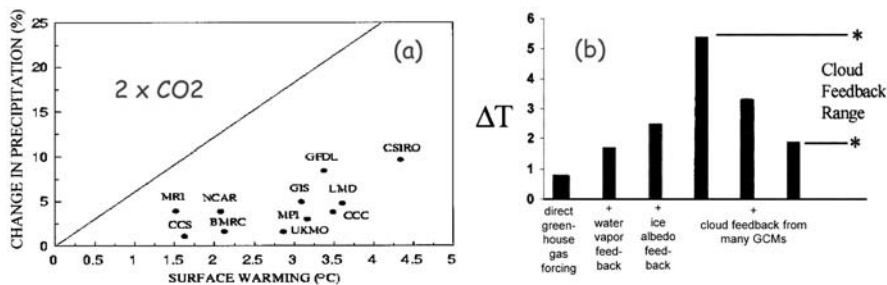 CHANGE IN PRECIPITATION (%)
25
20
15
10
5
0
(a)
2 x CO2
CSIRO
GFDL
MRI
NCAR
GIS
LMD
CCS
BMRC
MPI
CCC
UKMO
0
0.5
1
1.5
2
2.5
3
3.5
4
4.5
5
SURFACE WARMING (°C)
(b)
ΔT
6
5
4
3
2
1
0
*
Cloud
Feedback
Range
*
direct
green-
house
gas
forcing
+
water
vapor
feed-
back
+
ice
albedo
feed-
back
+
cloud feedback from
many GCMs